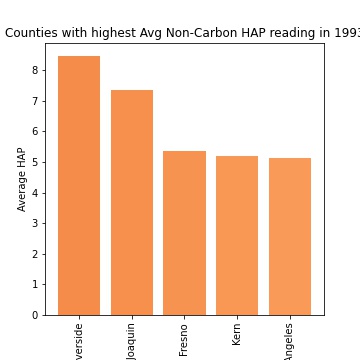 Counties with highest Avg Non-Carbon HAP reading in 1993
Average HAP
8
7
6
5
4
3
2
1
0
verside
Joaquin
Fresno
Kern
Angeles